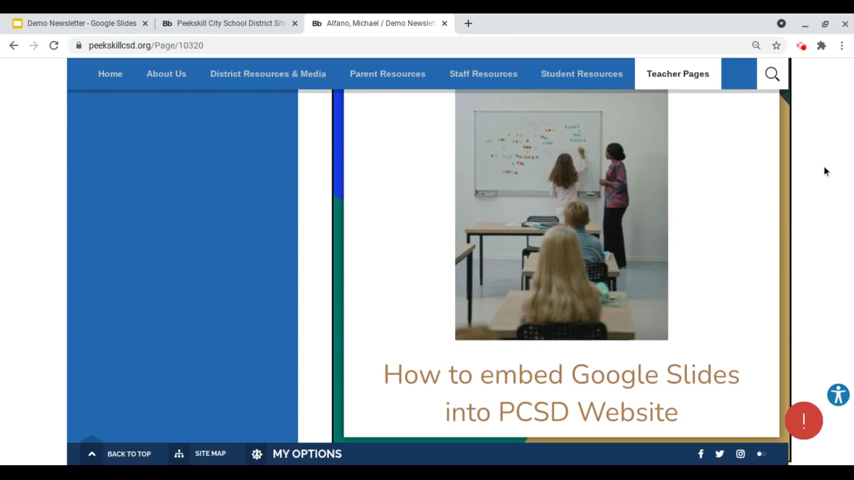 Demo Newsletter - Google Slides
Bb Peekskill City School District Sit
Bb Alfano, Michael / Demo Newslet
peekskillcsd.org/Page/10320
Home About Us District Resources & Media Parent Resources Staff Resources Student Resources Teacher Pages
How to embed Google Slides
into PCSD Website
!
BACK TO TOP SITE MAP MY OPTIONS